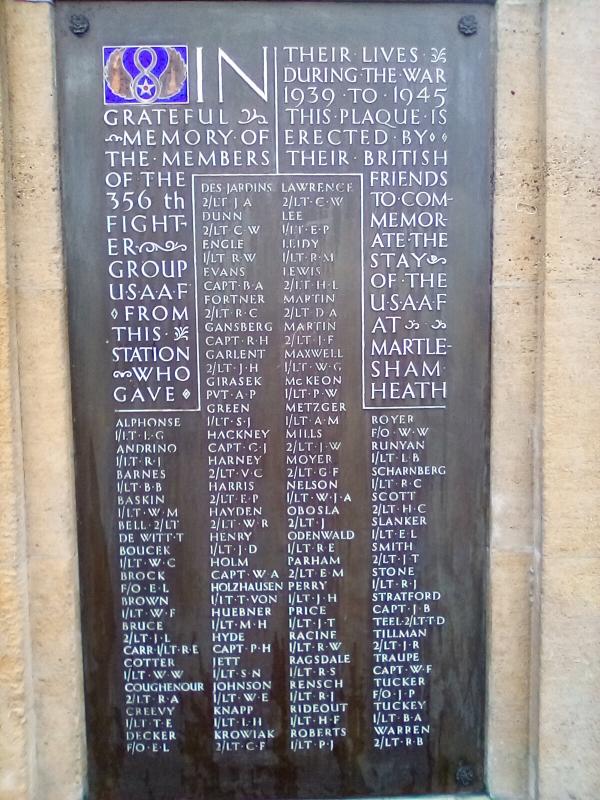 IN
GRATEFUL
MEMORY OF
THE MEMBERS
OF THE
356 th
FIGHT-
ER
GROUP
U·S·A·A·F
FROM
THIS
STATION
WHO
GAVE
THEIR · LIVES
DURING · THE · WAR
1939 · TO · 1945
THIS · PLAQUE · IS
ERECTED · BY
THEIR · BRITISH
FRIENDS
TO · COM-
MEMOR-
ATE · THE
STAY
OF · THE
U·S·A·A·F
AT
MARTLE-
SHAM
HEATH
ALPHONSE
1/LT·L·G
ANDRINO
1/LT·R·J
BARNES
1/LT·B·B
BASKIN
1/LT·W·M
BELL·2/LT
DE WITT·T
BOUCEK
1/LT·W·C
BROCK
F/O·E·L
BROWN
1/LT·W·F
BRUCE
2/LT·J·L
CARR·1/LT·R·E
COTTER
1/LT·W·W
COUGHENOUR
2/LT·R·A
CREEVY
1/LT·T·E
DECKER
F/O·E·L
DES·JARDINS
2/LT·J·A
DUNN
2/LT·C·W
ENGLE
1/LT·R·W
EVANS
CAPT·B·A
FORTNER
2/LT·R·C
GANSBERG
CAPT·R·H
GARLENT
2/LT·J·H
GIRASEK
PVT·A·P
GREEN
1/LT·S·J
HACKNEY
CAPT·C·J
HARNEY
2/LT·V·C
HARRIS
2/LT·E·P
HAYDEN
2/LT·W·R
HENRY
1/LT·J·D
HOLM
CAPT·W·A
HOLZHAUSEN
1/LT·T·VON
HUEBNER
1/LT·M·H
HYDE
CAPT·P·H
JETT
1/LT·S·N
JOHNSON
1/LT·W·E
KNAPP
1/LT·L·H
KROWIAK
2/LT·C·F
LAWRENCE
2/LT·C·W
LEE
1/LT·E·P
LEIDY
1/LT·R·M
LEWIS
2/LT·H·L
MARTIN
2/LT·D·A
MARTIN
2/LT·J·F
MAXWELL
1/LT·W·G
McKEON
1/LT·P·W
METZGER
1/LT·A·M
MILLS
2/LT·J·W
MOYER
2/LT·G·F
NELSON
1/LT·W·J·A
OBOSLA
2/LT·J
ODENWALD
1/LT·R·E
PARHAM
2/LT·E·M
PERRY
1/LT·J·H
PRICE
1/LT·J·T
RACINE
1/LT·R·W
RAGSDALE
1/LT·R·S
RENSCH
1/LT·R·J
RIDEOUT
1/LT·H·F
ROBERTS
1/LT·P·J
ROYER
F/O·W·W
RUNYAN
1/LT·L·B
SCHARNBERG
1/LT·R·C
SCOTT
2/LT·H·C
SLANKER
1/LT·E·L
SMITH
2/LT·J·T
STONE
1/LT·R·J
STRATFORD
CAPT·J·B
TEEL·2/LT·T·D
TILLMAN
2/LT·J·R
TRAUPE
CAPT·W·F
TUCKER
F/O·J·P
TUCKEY
1/LT·B·A
WARREN
2/LT·R·B